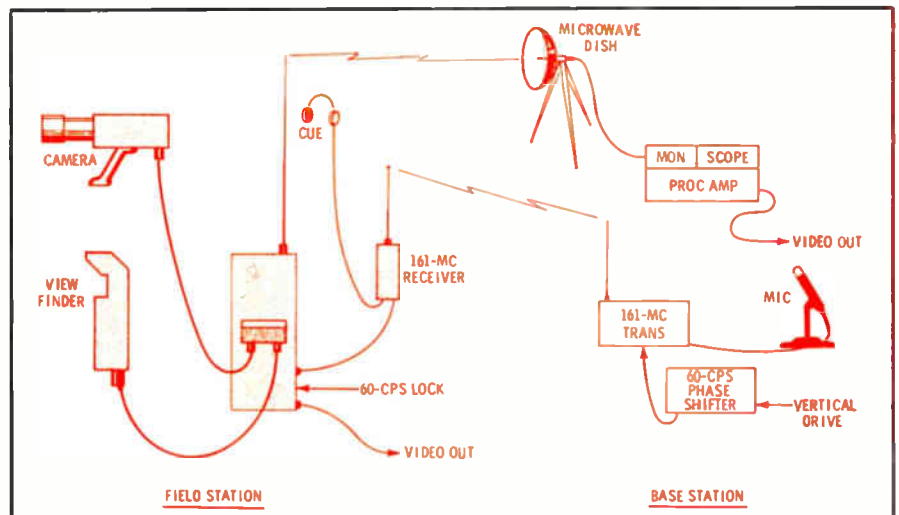 MICROWAVE
DISH
CAMERA
CUE
MON
SCOPE
PROC AMP
VIDEO OUT
VIEW
FINDER
161-MC
RECEIVER
161-MC
TRANS
MIC
60-CPS LOCK
60-CPS
PHASE
SHIFTER
VERTICAL
DRIVE
VIDEO OUT
FIELD STATION
BASE STATION